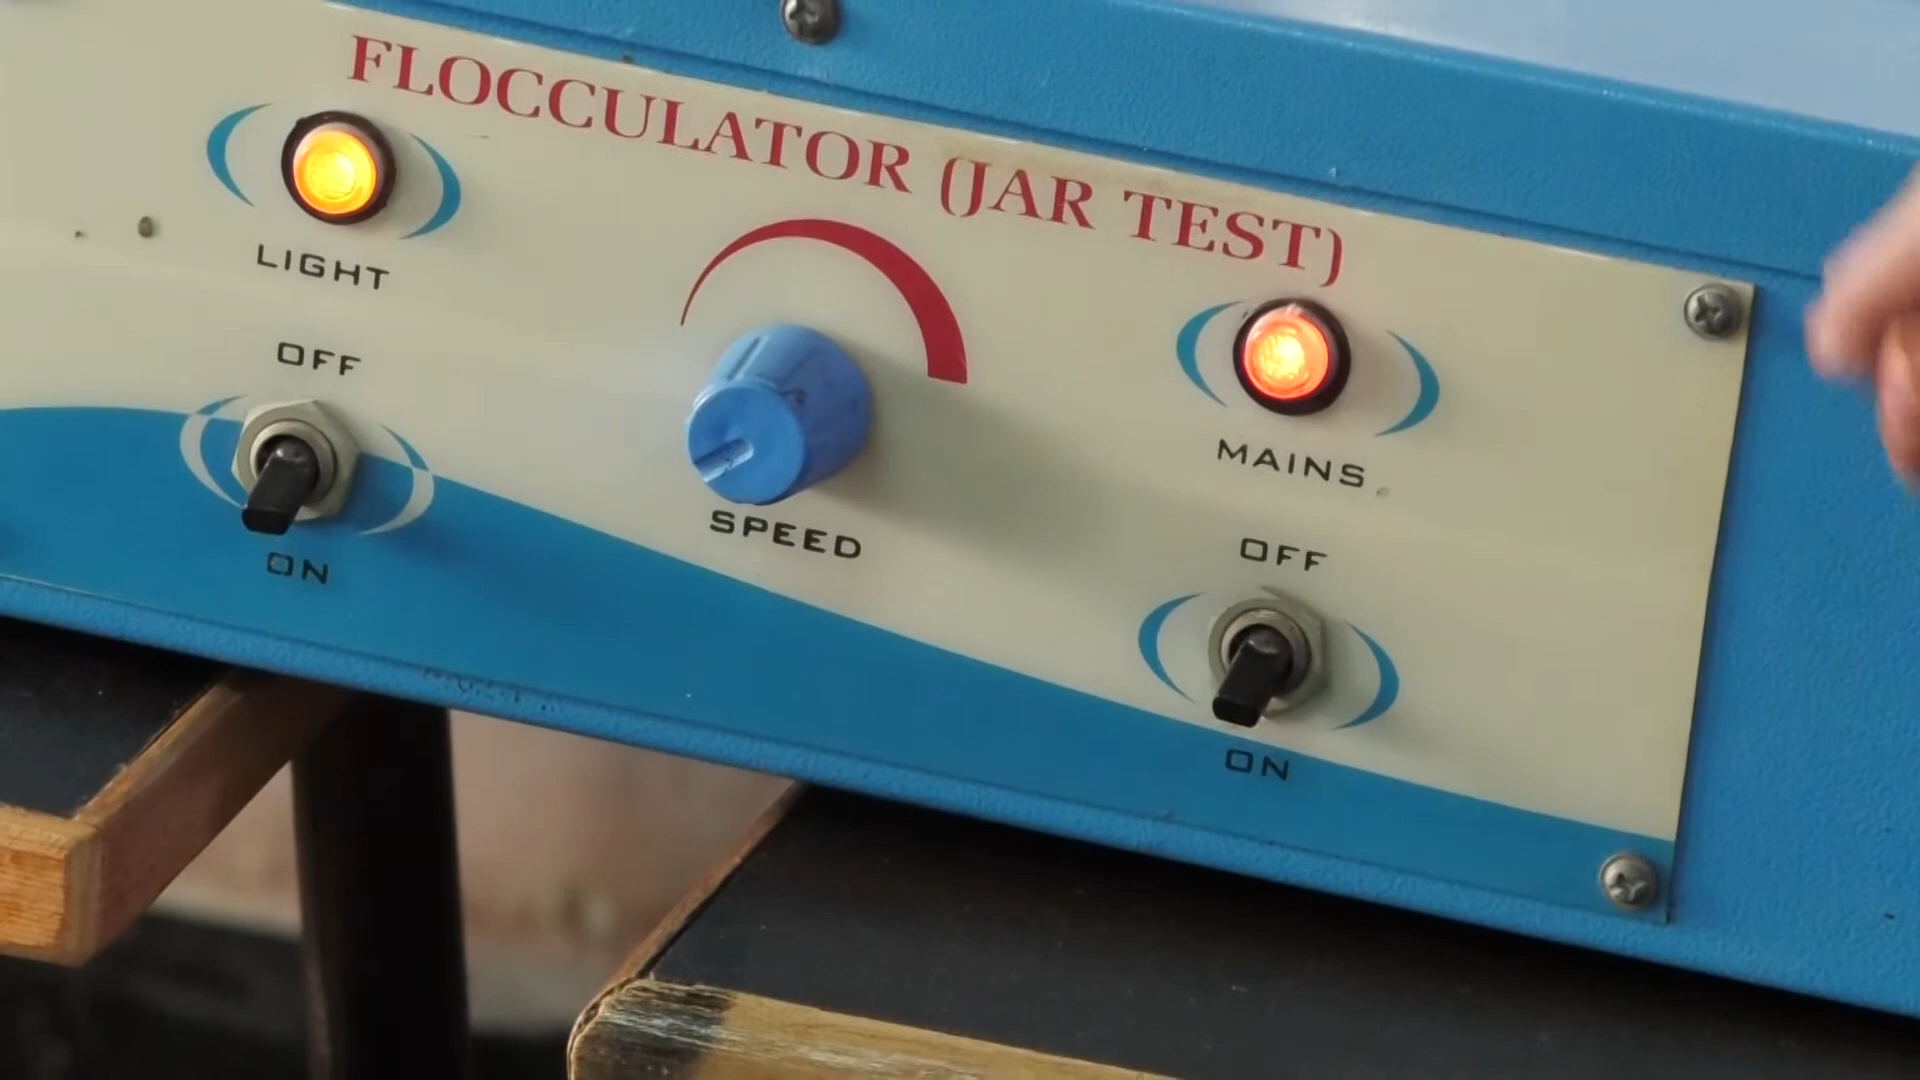 FLOCCULATOR (JAR TEST)
LIGHT
OFF
ON
SPEED
MAINS
OFF
ON